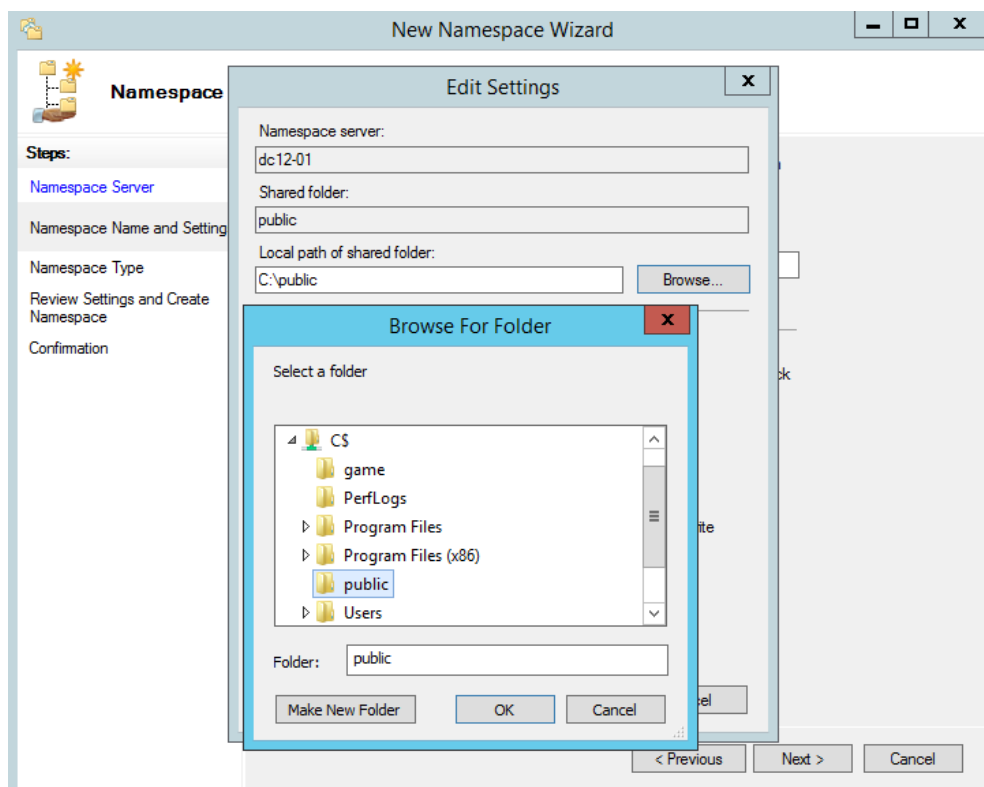 New Namespace Wizard
Namespace
Edit Settings
Steps:
Namespace Server
Namespace Name and Setting
Namespace Type
Review Settings and Create
Namespace
Confirmation
Namespace server:
dc12-01
Shared folder:
public
Local path of shared folder:
C:\public
Browse...
Browse For Folder
Select a folder
C$
game
PerfLogs
Program Files
Program Files (x86)
public
Users
Folder:
public
Make New Folder
OK
Cancel
< Previous
Next >
Cancel